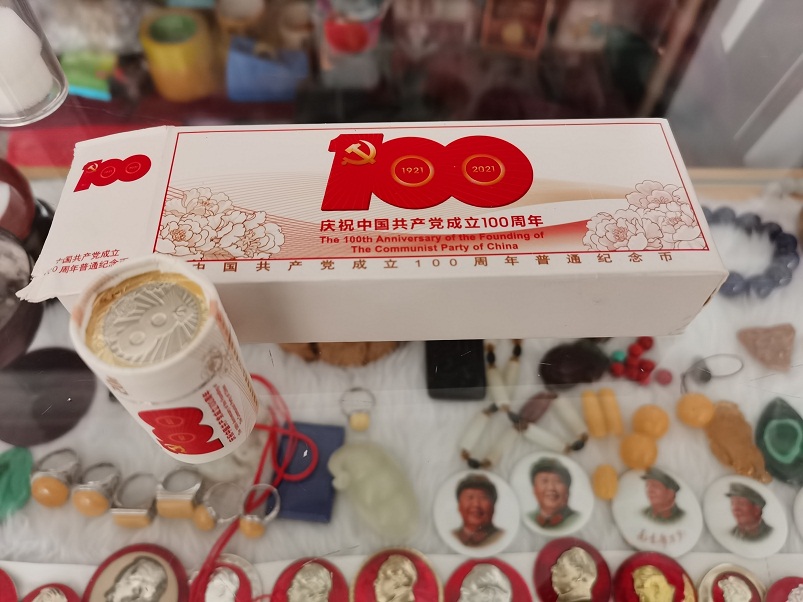 100
1921
2021
庆祝中国共产党成立100周年
The 100th Anniversary of the Founding of
The Communist Party of China
中国共产党成立100周年普通纪念币
100
中国共产党成立
100周年普通纪念币
100